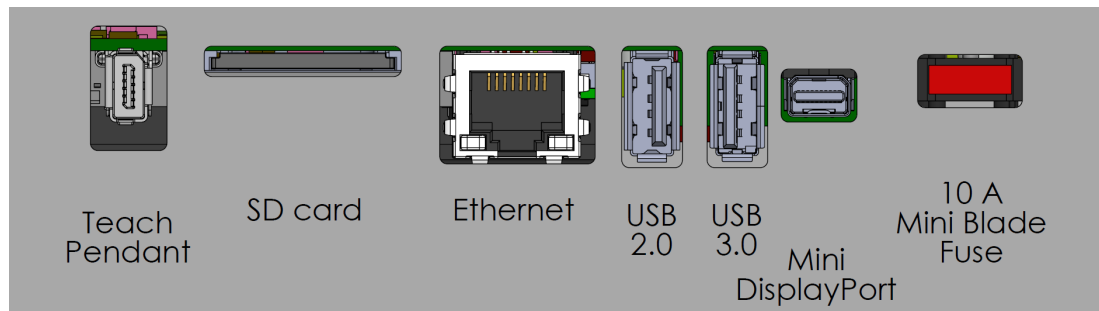 Teach
Pendant
SD card
Ethernet
USB
2.0
USB
3.0
Mini
DisplayPort
10 A
Mini Blade
Fuse